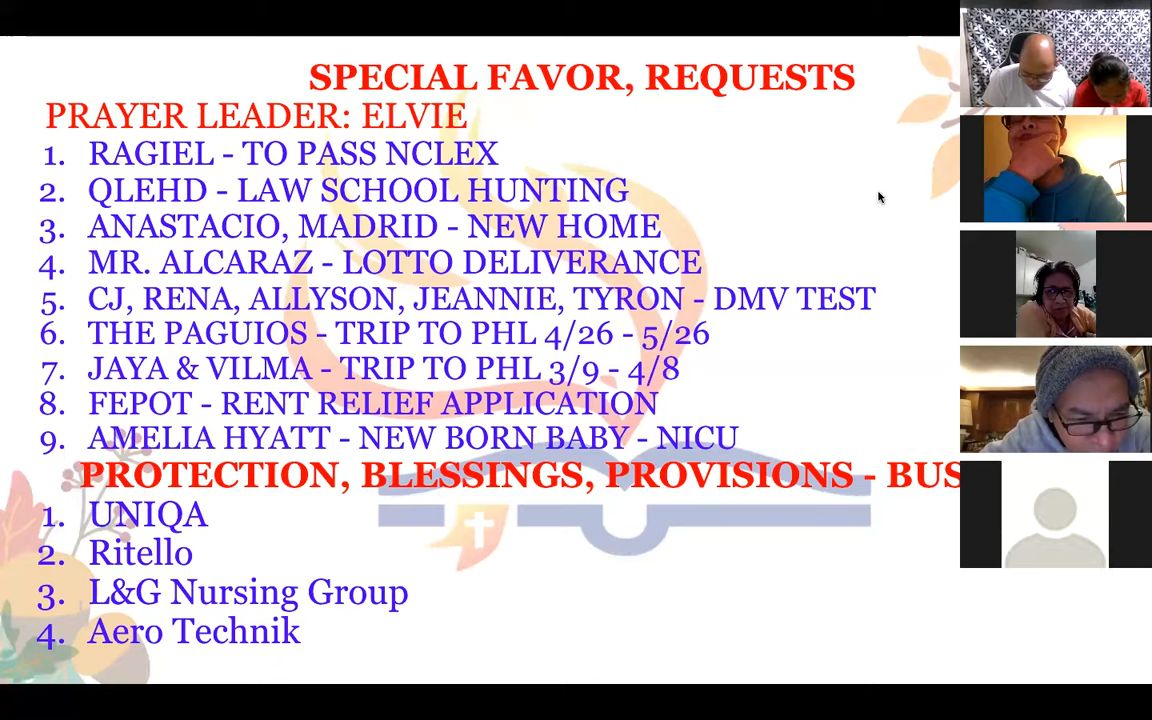 SPECIAL FAVOR, REQUESTS
PRAYER LEADER: ELVIE
1. RAGIEL - TO PASS NCLEX
2. QLEHD - LAW SCHOOL HUNTING
3. ANASTACIO, MADRID - NEW HOME
4. MR. ALCARAZ - LOTTO DELIVERANCE
5. CJ, RENA, ALLYSON, JEANNIE, TYRON - DMV TEST
6. THE PAGUIOS - TRIP TO PHL 4/26 - 5/26
7. JAYA & VILMA - TRIP TO PHL 3/9 - 4/8
8. FEPOT - RENT RELIEF APPLICATION
9. AMELIA HYATT - NEW BORN BABY - NICU
PROTECTION, BLESSINGS, PROVISIONS - BUS
1. UNIQA
2. Ritello
3. L&G Nursing Group
4. Aero Technik